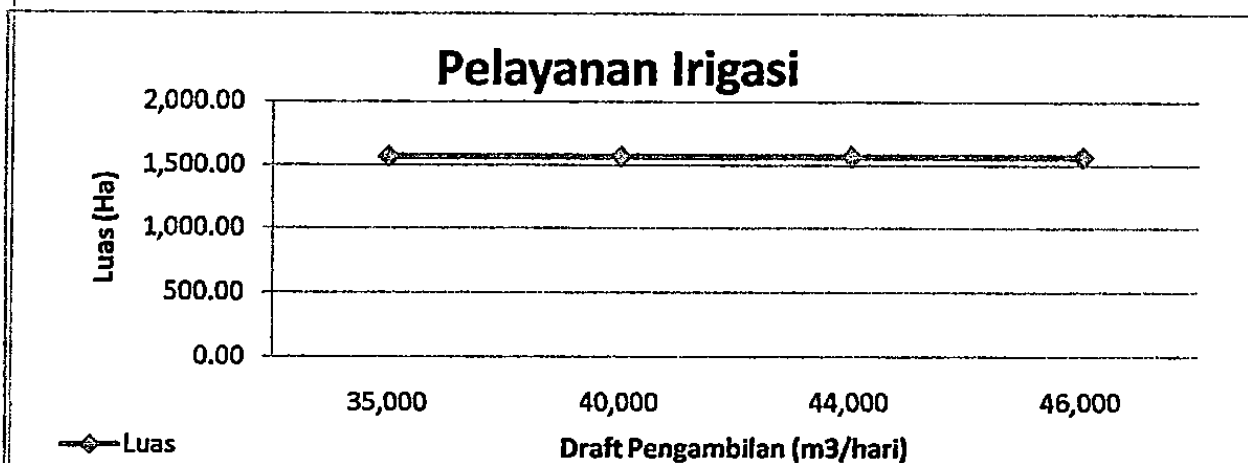 Pelayanan Irigasi
2,000.00
1,500.00
1,000.00
500.00
0.00
Luas (Ha)
35,000 40,000 44,000 46,000
Luas
Draft Pengambilan (m3/hari)